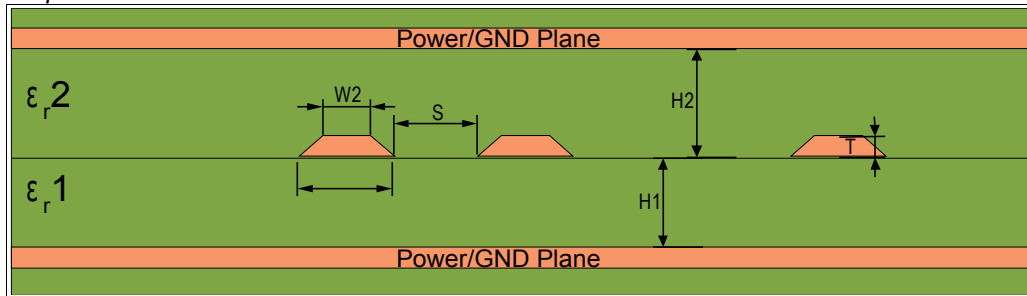 Power/GND Plane
εr2
W2
S
H2
T
εr1
H1
Power/GND Plane